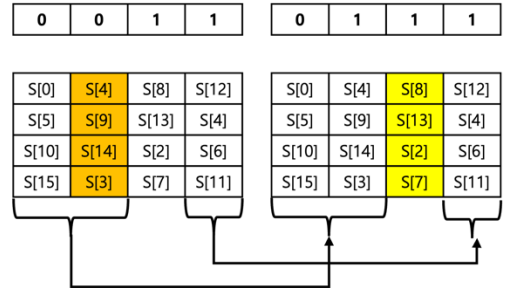 0 0 1 1 0 1 1 1
S[0] S[4] S[8] S[12] S[0] S[4] S[8] S[12]
S[5] S[9] S[13] S[4] S[5] S[9] S[13] S[4]
S[10] S[14] S[2] S[6] S[10] S[14] S[2] S[6]
S[15] S[3] S[7] S[11] S[15] S[3] S[7] S[11]